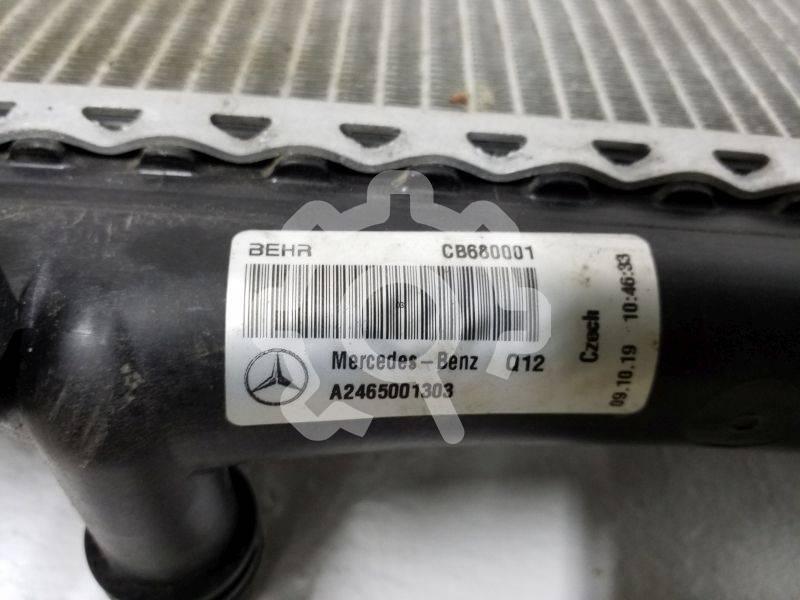 BEHR CB680001
Mercedes-Benz Q12
A2465001303
Czech
09.10.19 10:46:33